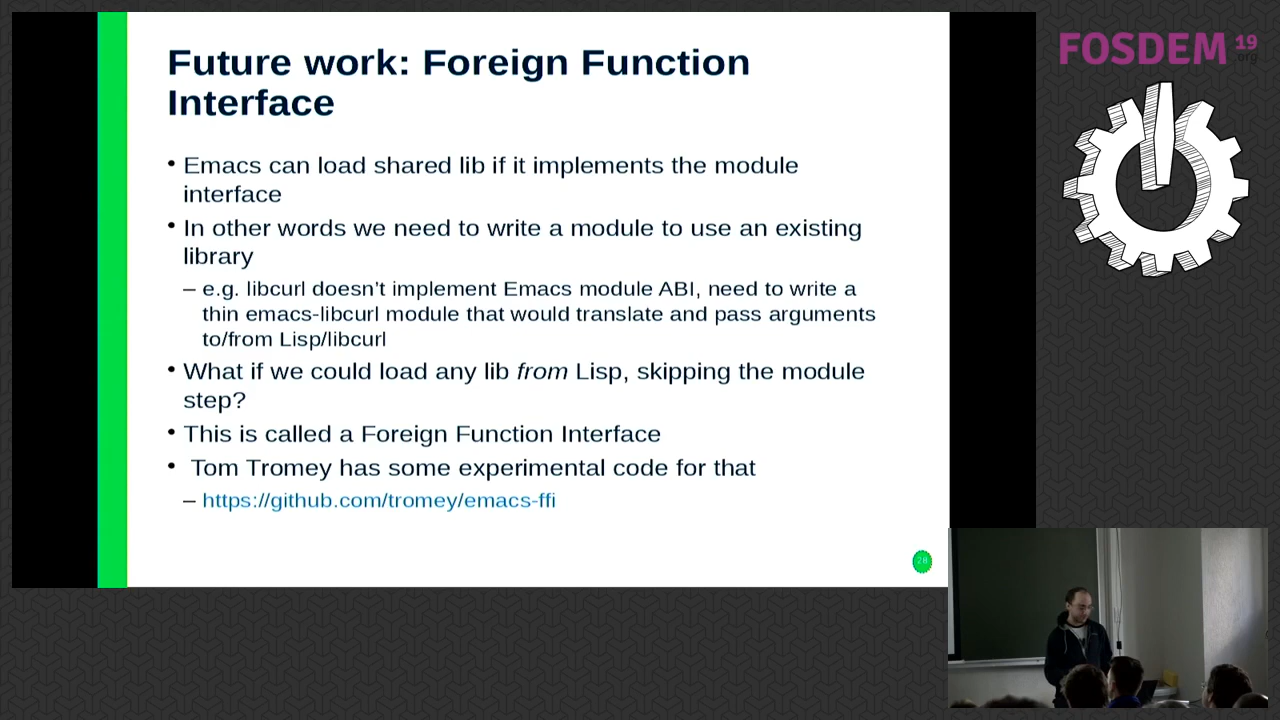 Future work: Foreign Function
Interface
• Emacs can load shared lib if it implements the module
interface
• In other words we need to write a module to use an existing
library
– e.g. libcurl doesn't implement Emacs module ABI, need to write a
thin emacs-libcurl module that would translate and pass arguments
to/from Lisp/libcurl
• What if we could load any lib from Lisp, skipping the module
step?
• This is called a Foreign Function Interface
• Tom Tromey has some experimental code for that
– https://github.com/tromey/emacs-ffi
28
FOSDEM 19
.org